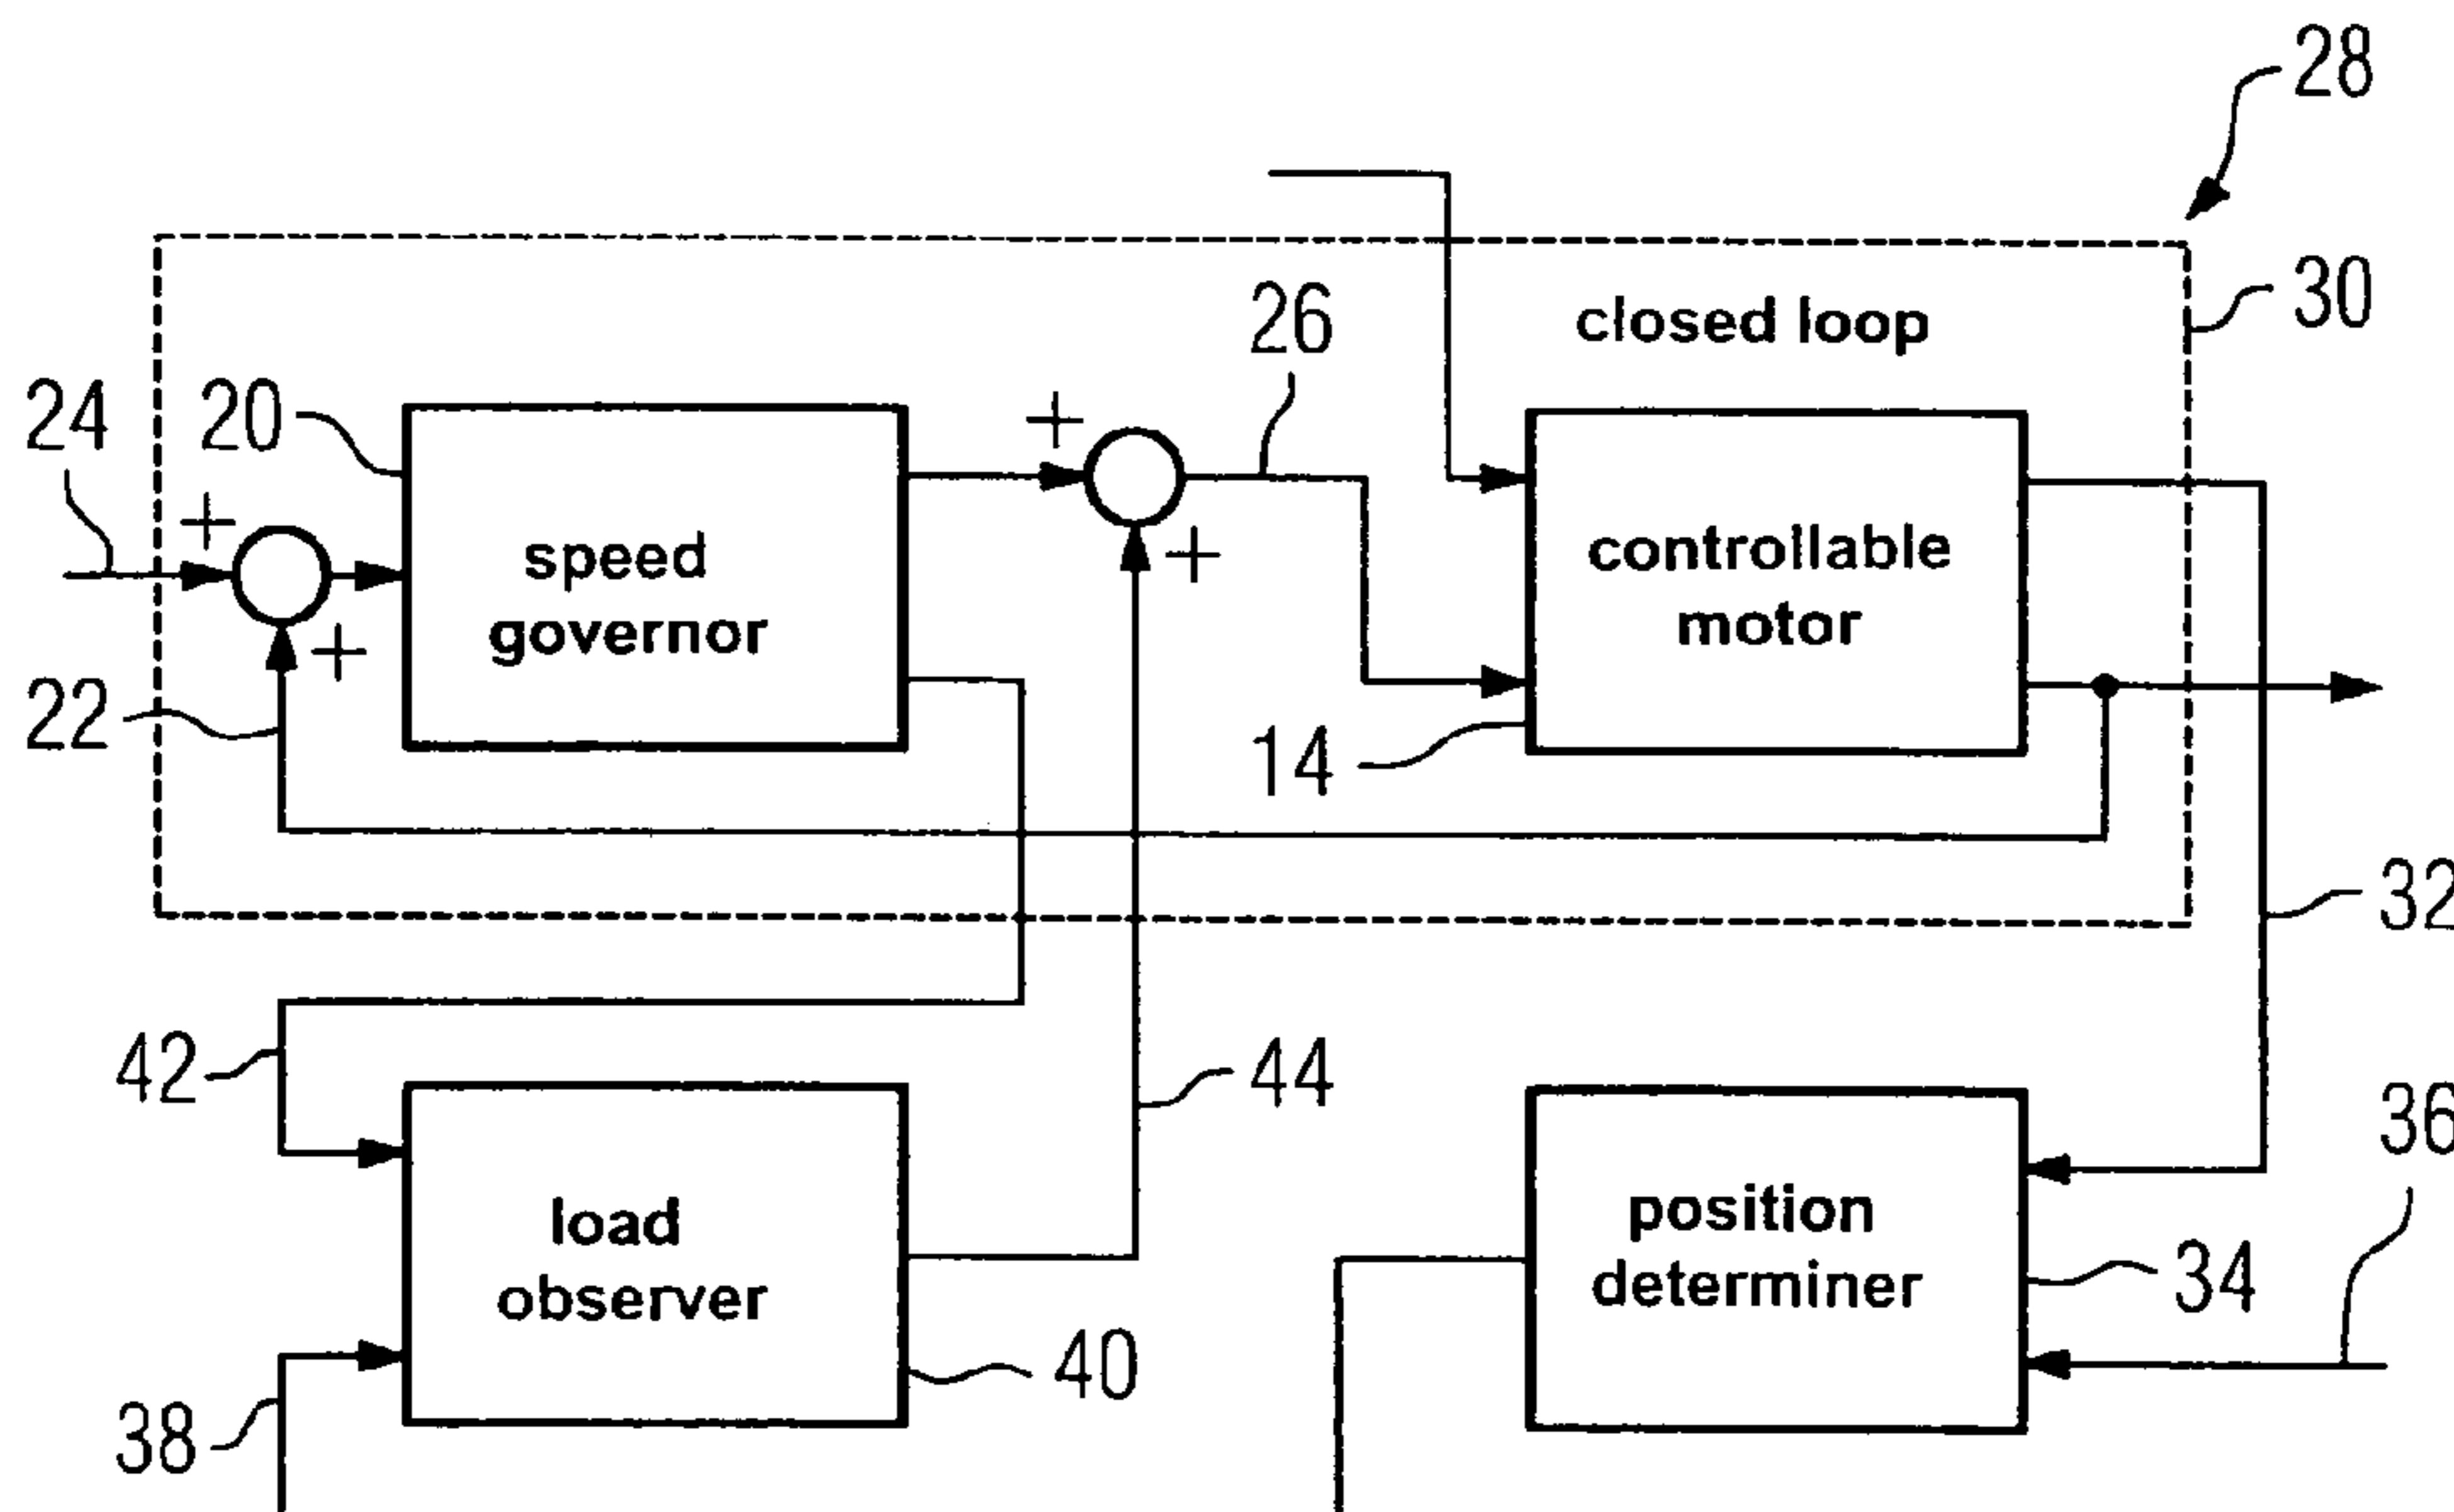 28
30
closed loop
26
24
20
+
+
speed
governor
controllable
motor
+
+
22
14
32
42
44
36
load
observer
position
determiner
34
40
38